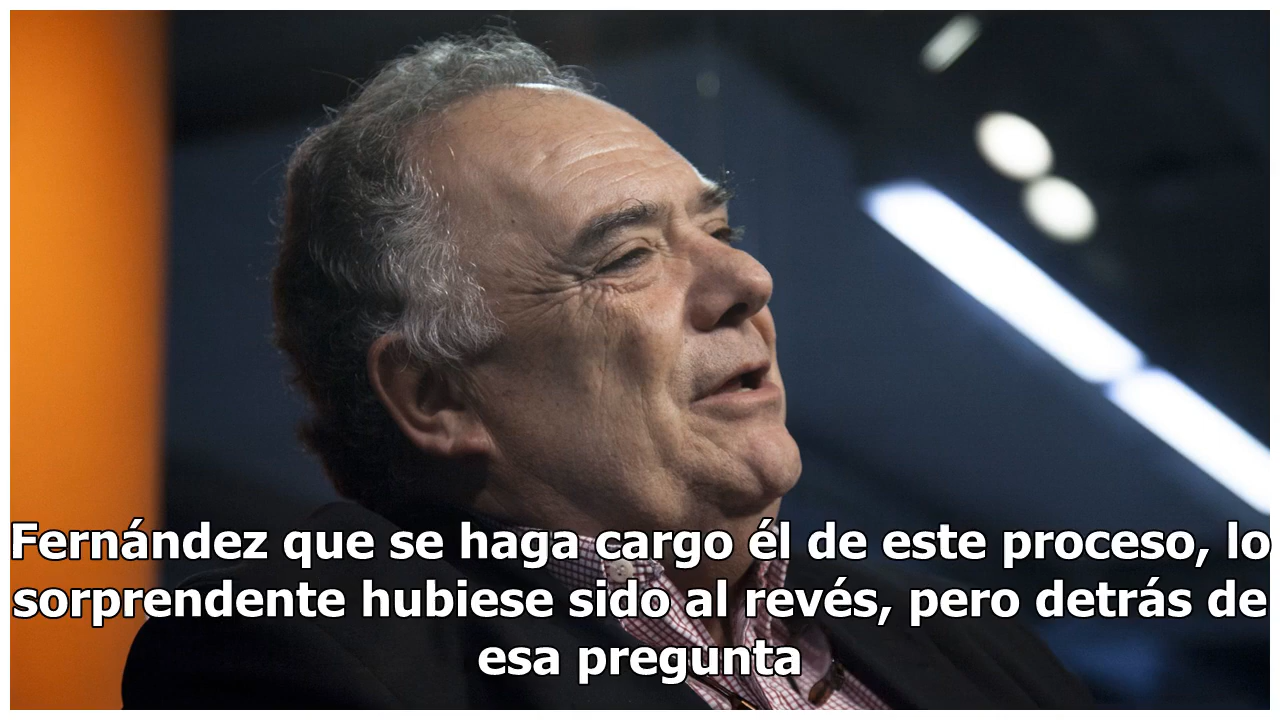 Fernández que se haga cargo él de este proceso, lo
sorprendente hubiese sido al revés, pero detrás de
esa pregunta